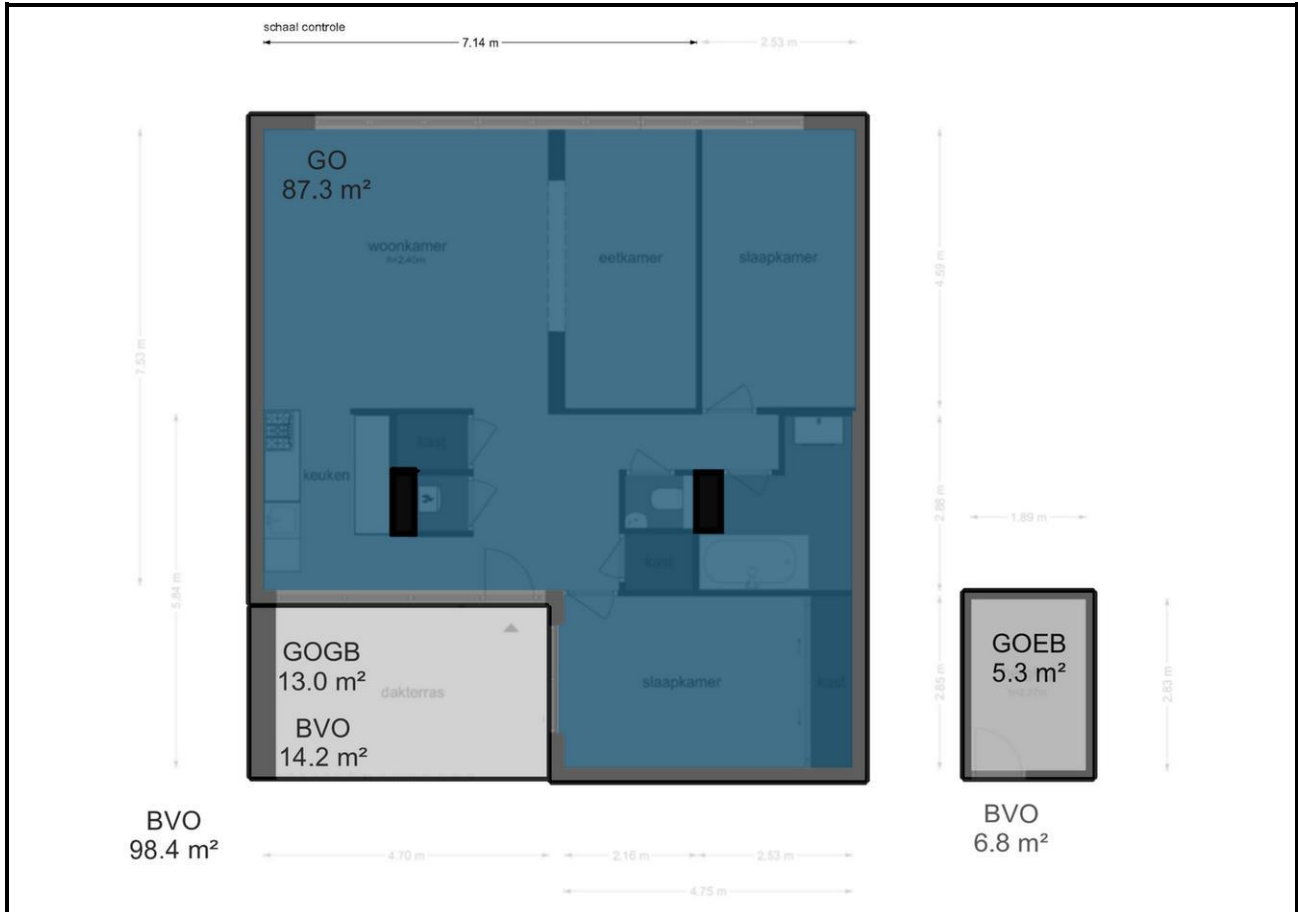 schaal controle
7.14 m
2.53 m
GO
87.3 m²
woonkamer
h=2,40m
eetkamer
slaapkamer
4.59 m
7.53 m
kast
keuken
2.88 m
1.89 m
5.84 m
kast
GOGB
13.0 m²
dakterras
BVO
14.2 m²
slaapkamer
kast
2.85 m
GOEB
5.3 m²
2.83 m
BVO
98.4 m²
4.70 m
2.16 m
2.53 m
4.75 m
BVO
6.8 m²